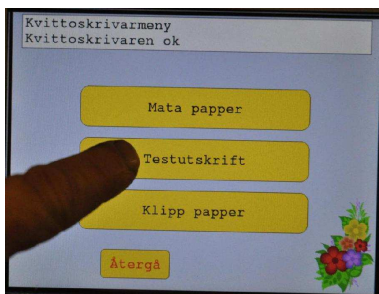 Kvittoskrivarmeny
Kvittoskrivaren ok
Mata papper
Testutskrift
Klipp papper
Återgå